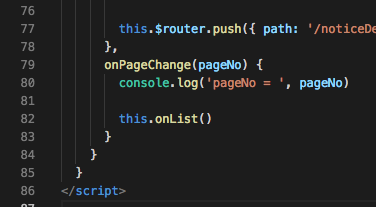 76
77 this.$router.push({ path: '/noticeDe
78 },
79 onPageChange(pageNo) {
80 console.log('pageNo = ', pageNo)
81
82 this.onList()
83 }
84 }
85 }
86 </script>
87